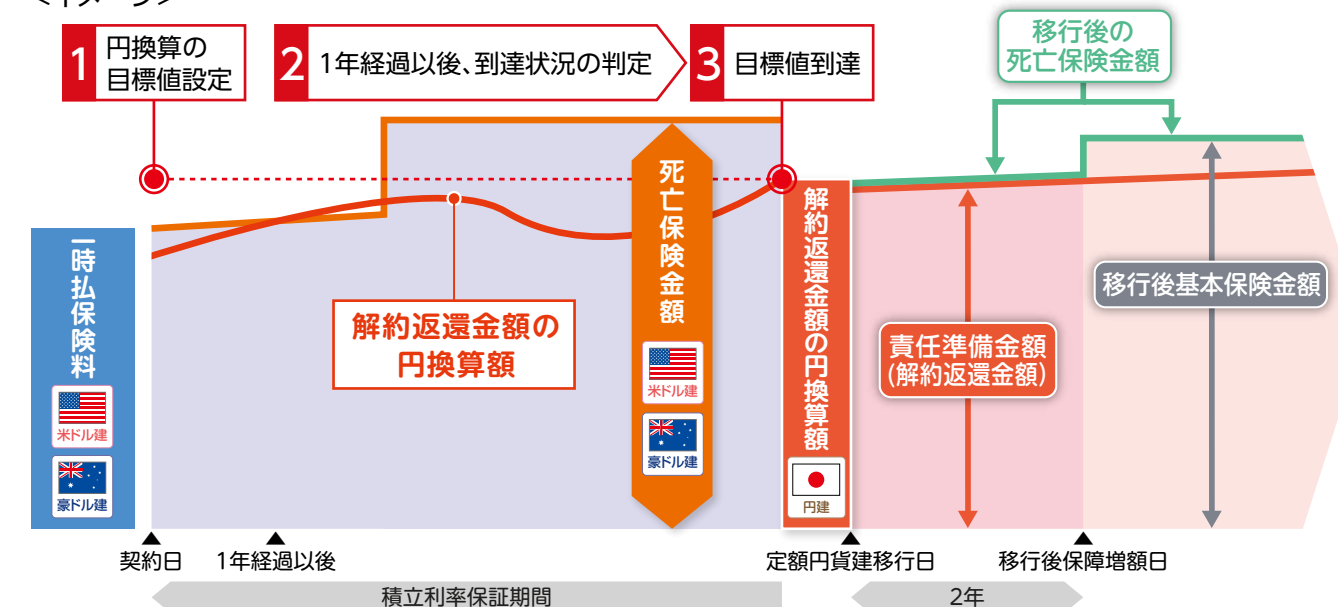 <イメージ>
1 円換算の
目標値設定
2 1年経過以後、到達状況の判定
3 目標値到達
移行後の
死亡保険金額
一時払保険料
米ドル建
豪ドル建
解約返還金額の
円換算額
死亡保険金額
米ドル建
豪ドル建
解約返還金額の円換算額
円建
責任準備金額
(解約返還金額)
移行後基本保険金額
契約日
1年経過以後
定額円貨建移行日
移行後保障増額日
積立利率保証期間
2年